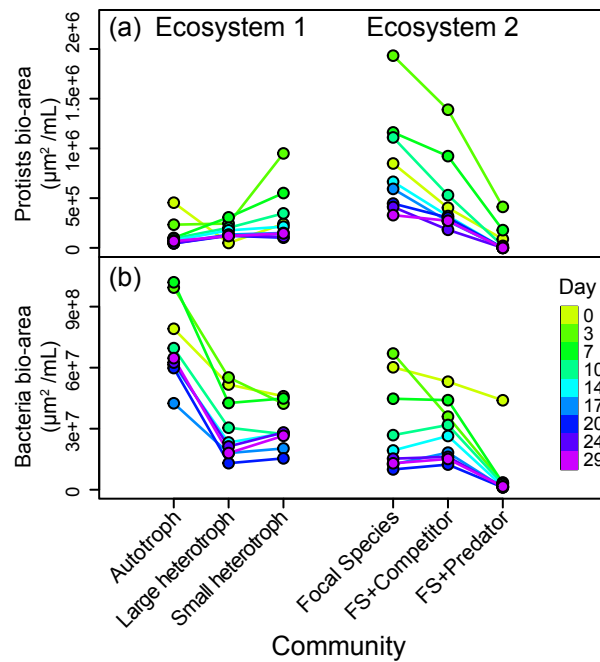 (a) Ecosystem 1 Ecosystem 2
Protists bio-area
(µm² /mL)
2e+6
1.5e+6
1e+6
5e+5
0
(b)
Bacteria bio-area
(µm² /mL)
9e+8
6e+7
3e+7
0
Day
0
3
7
10
14
17
20
24
29
Autotroph
Large heterotroph
Small heterotroph
Focal Species
FS+Competitor
FS+Predator
Community